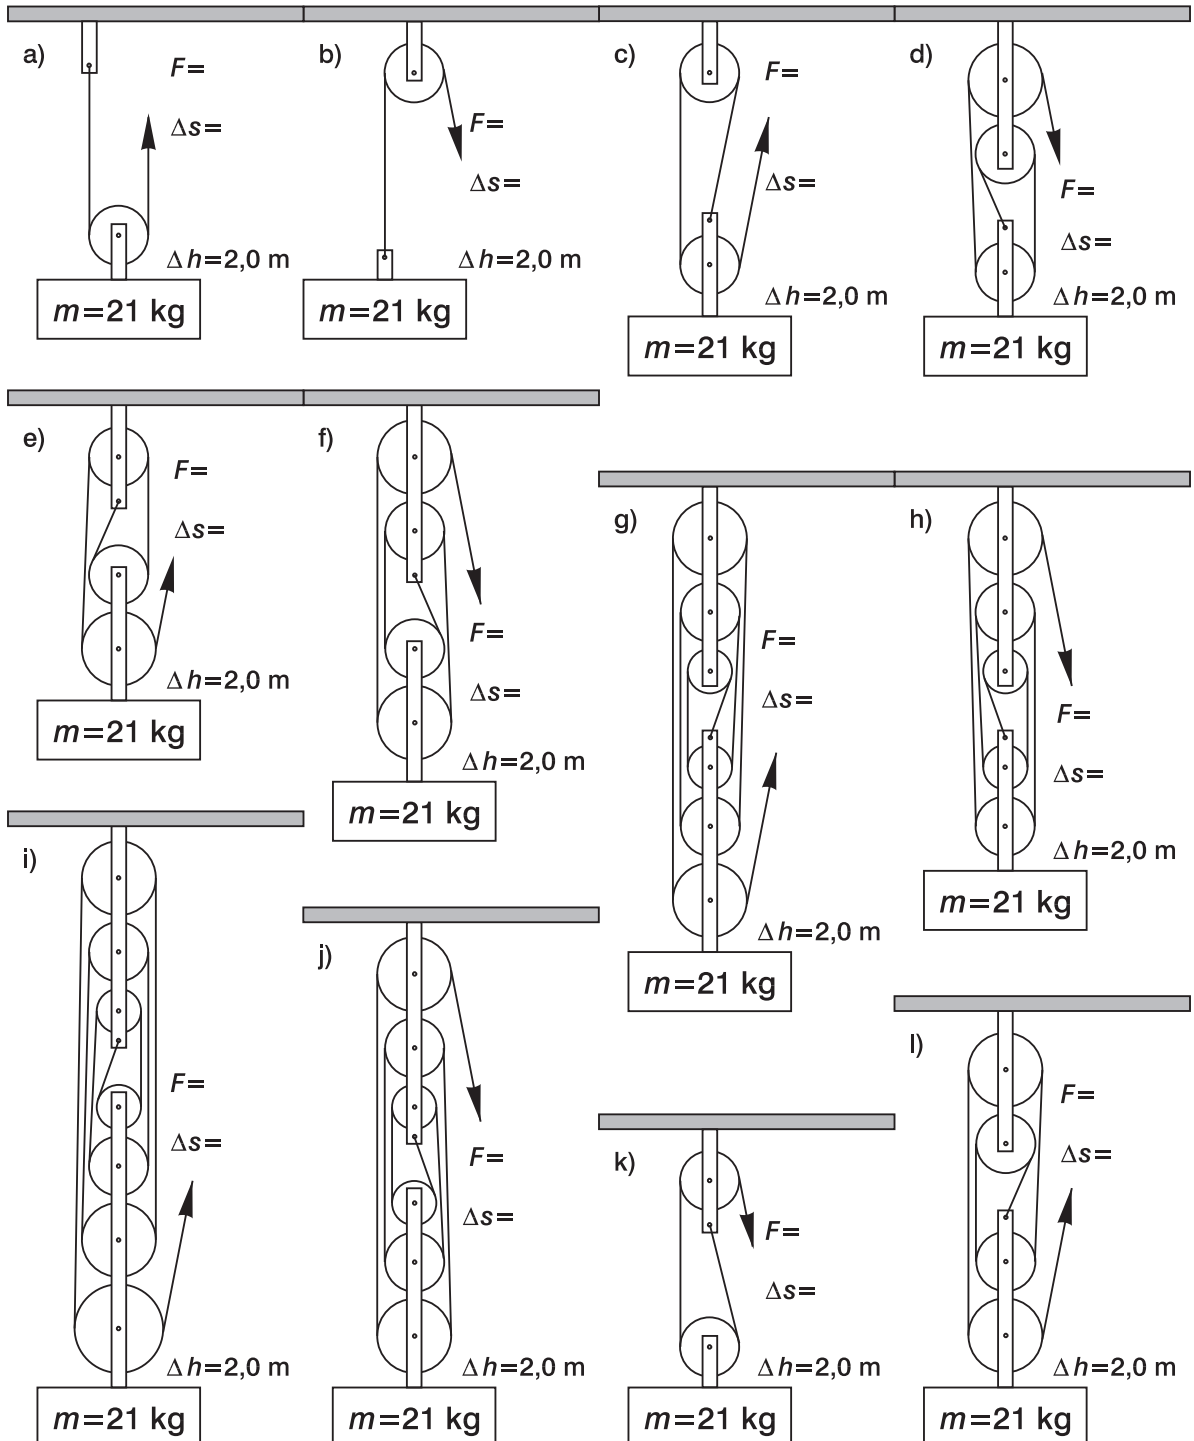 a)
F=
Δs=
Δh=2,0 m
m=21 kg
b)
F=
Δs=
Δh=2,0 m
m=21 kg
c)
F=
Δs=
Δh=2,0 m
m=21 kg
d)
F=
Δs=
Δh=2,0 m
m=21 kg
e)
F=
Δs=
Δh=2,0 m
m=21 kg
f)
F=
Δs=
Δh=2,0 m
m=21 kg
g)
F=
Δs=
Δh=2,0 m
m=21 kg
h)
F=
Δs=
Δh=2,0 m
m=21 kg
i)
F=
Δs=
Δh=2,0 m
m=21 kg
j)
F=
Δs=
Δh=2,0 m
m=21 kg
k)
F=
Δs=
Δh=2,0 m
m=21 kg
l)
F=
Δs=
Δh=2,0 m
m=21 kg